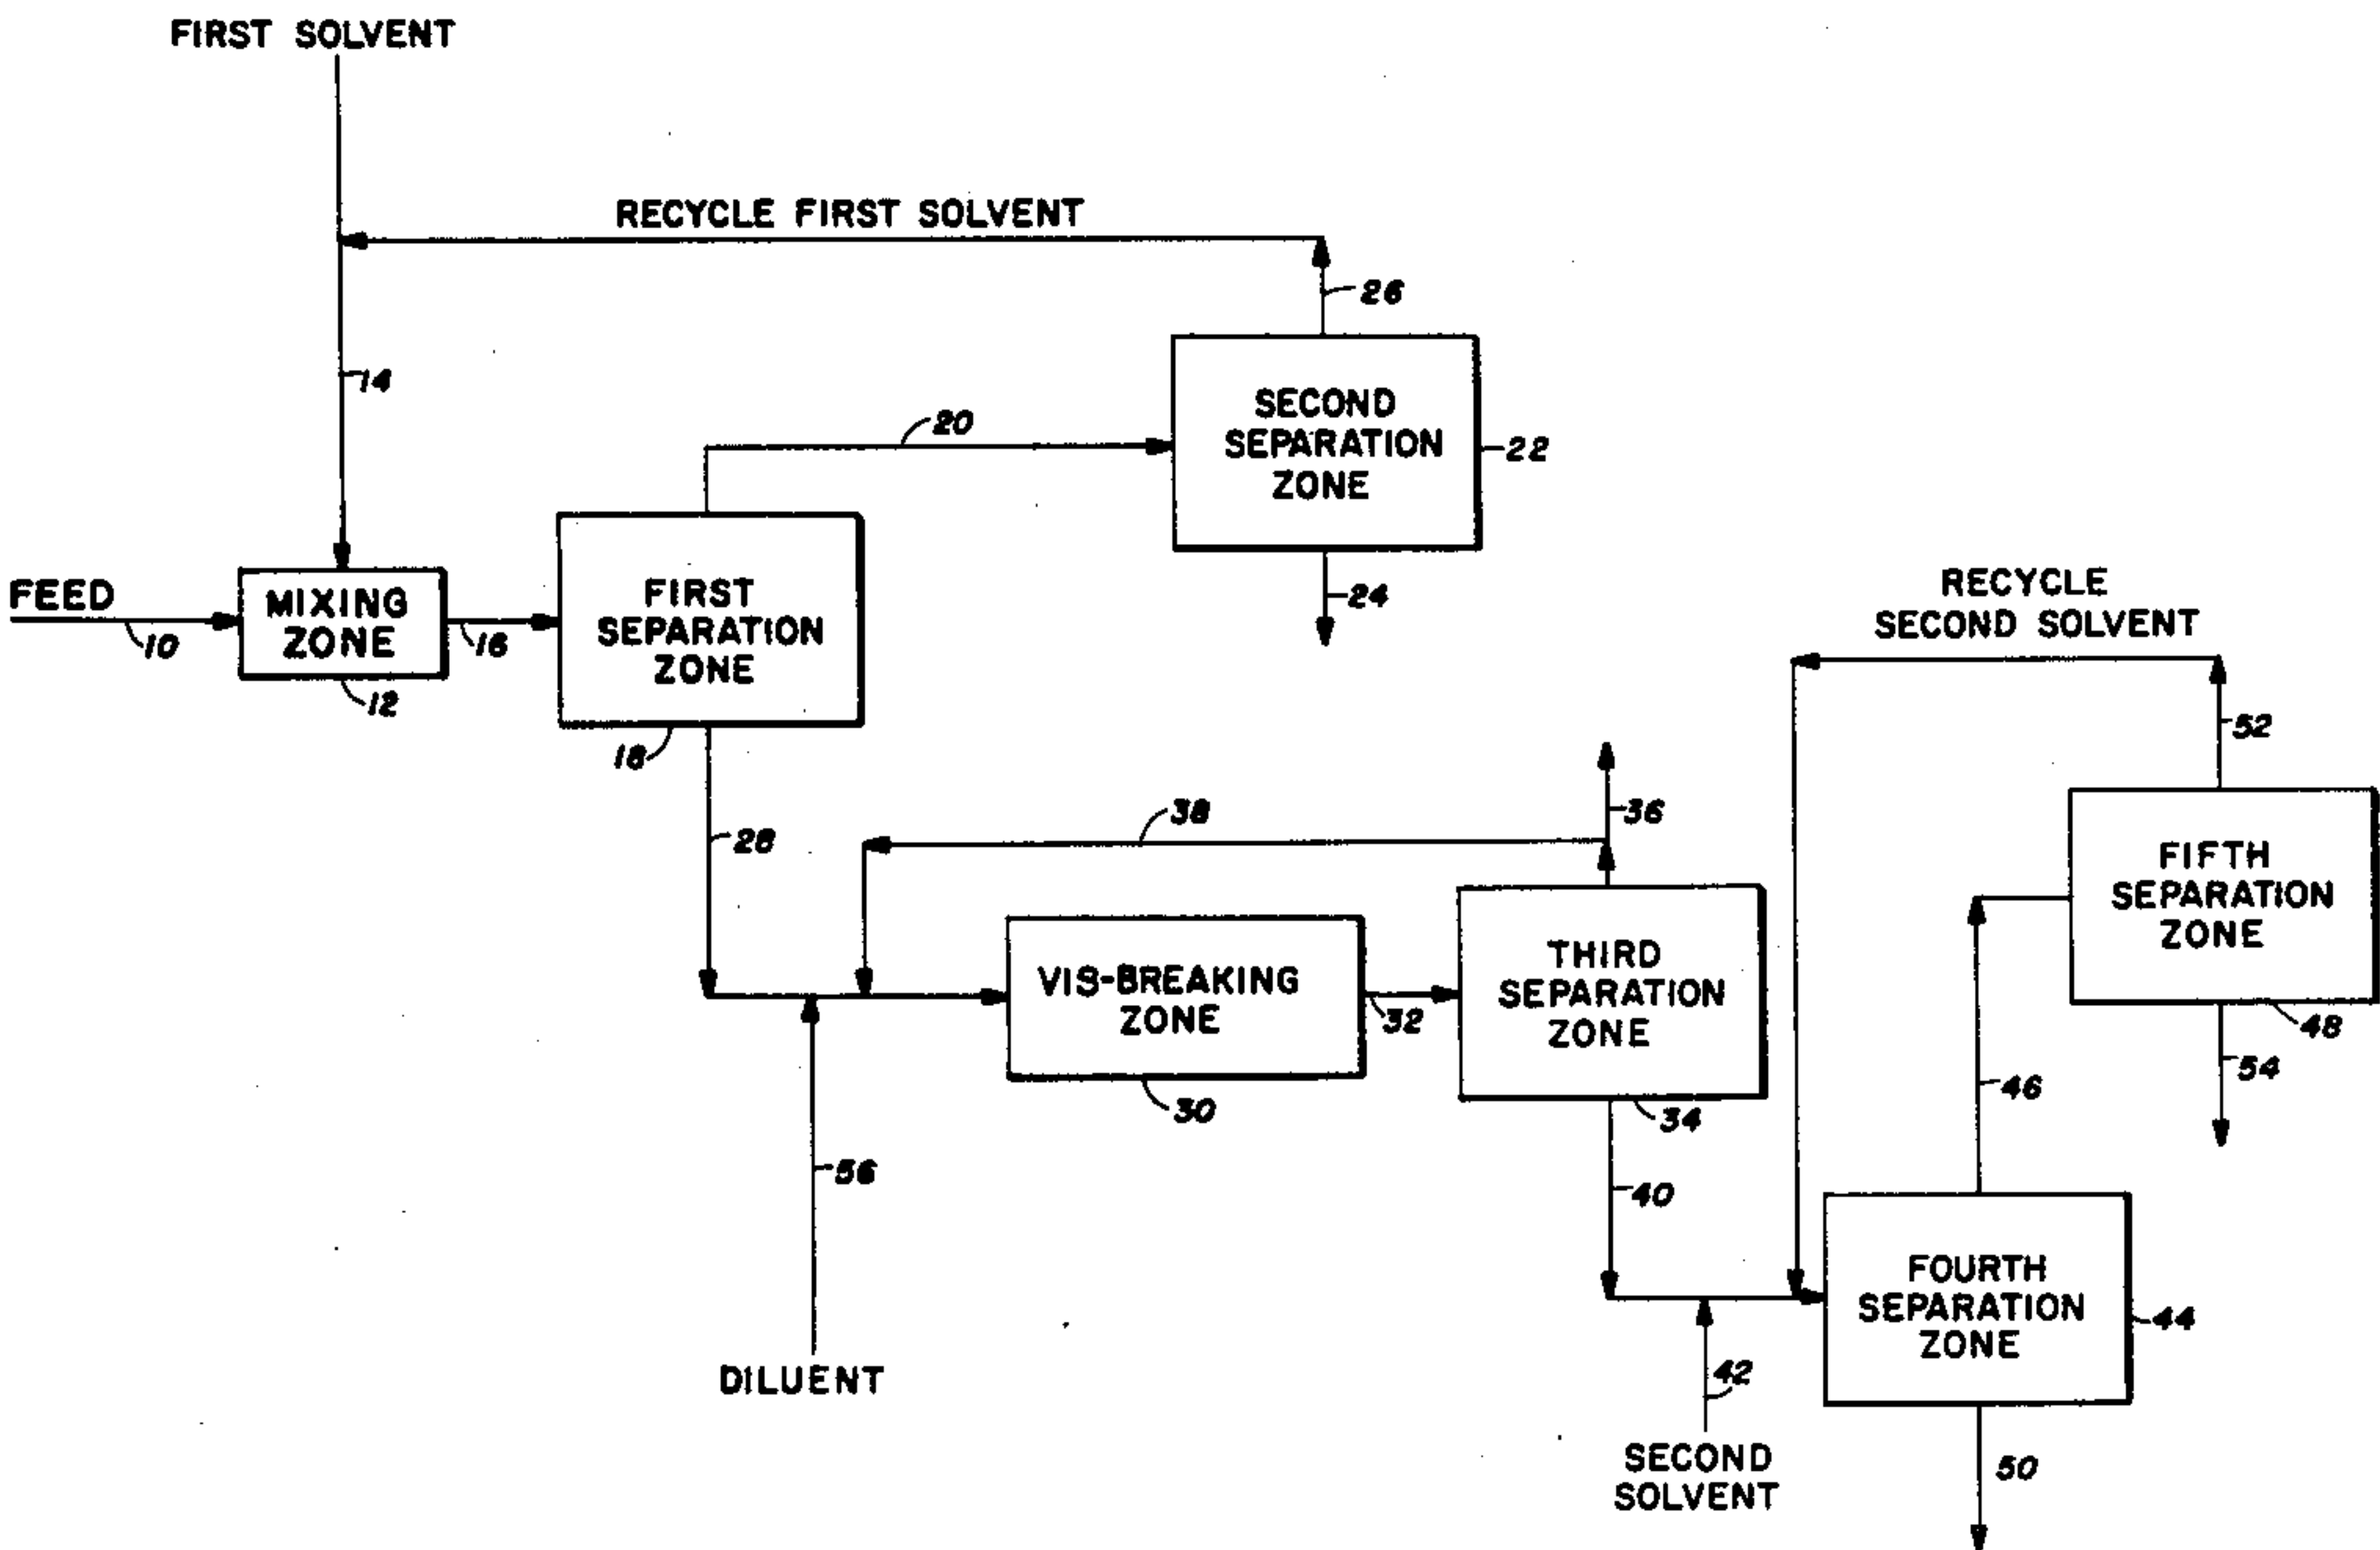 FIRST SOLVENT
RECYCLE FIRST SOLVENT
26
14
20
SECOND
SEPARATION
ZONE
22
24
FEED
10
MIXING
ZONE
12
16
FIRST
SEPARATION
ZONE
18
RECYCLE
SECOND SOLVENT
52
28
38
36
FIFTH
SEPARATION
ZONE
48
54
VIS-BREAKING
ZONE
30
32
THIRD
SEPARATION
ZONE
34
46
56
40
DILUENT
FOURTH
SEPARATION
ZONE
44
42
SECOND
SOLVENT
50